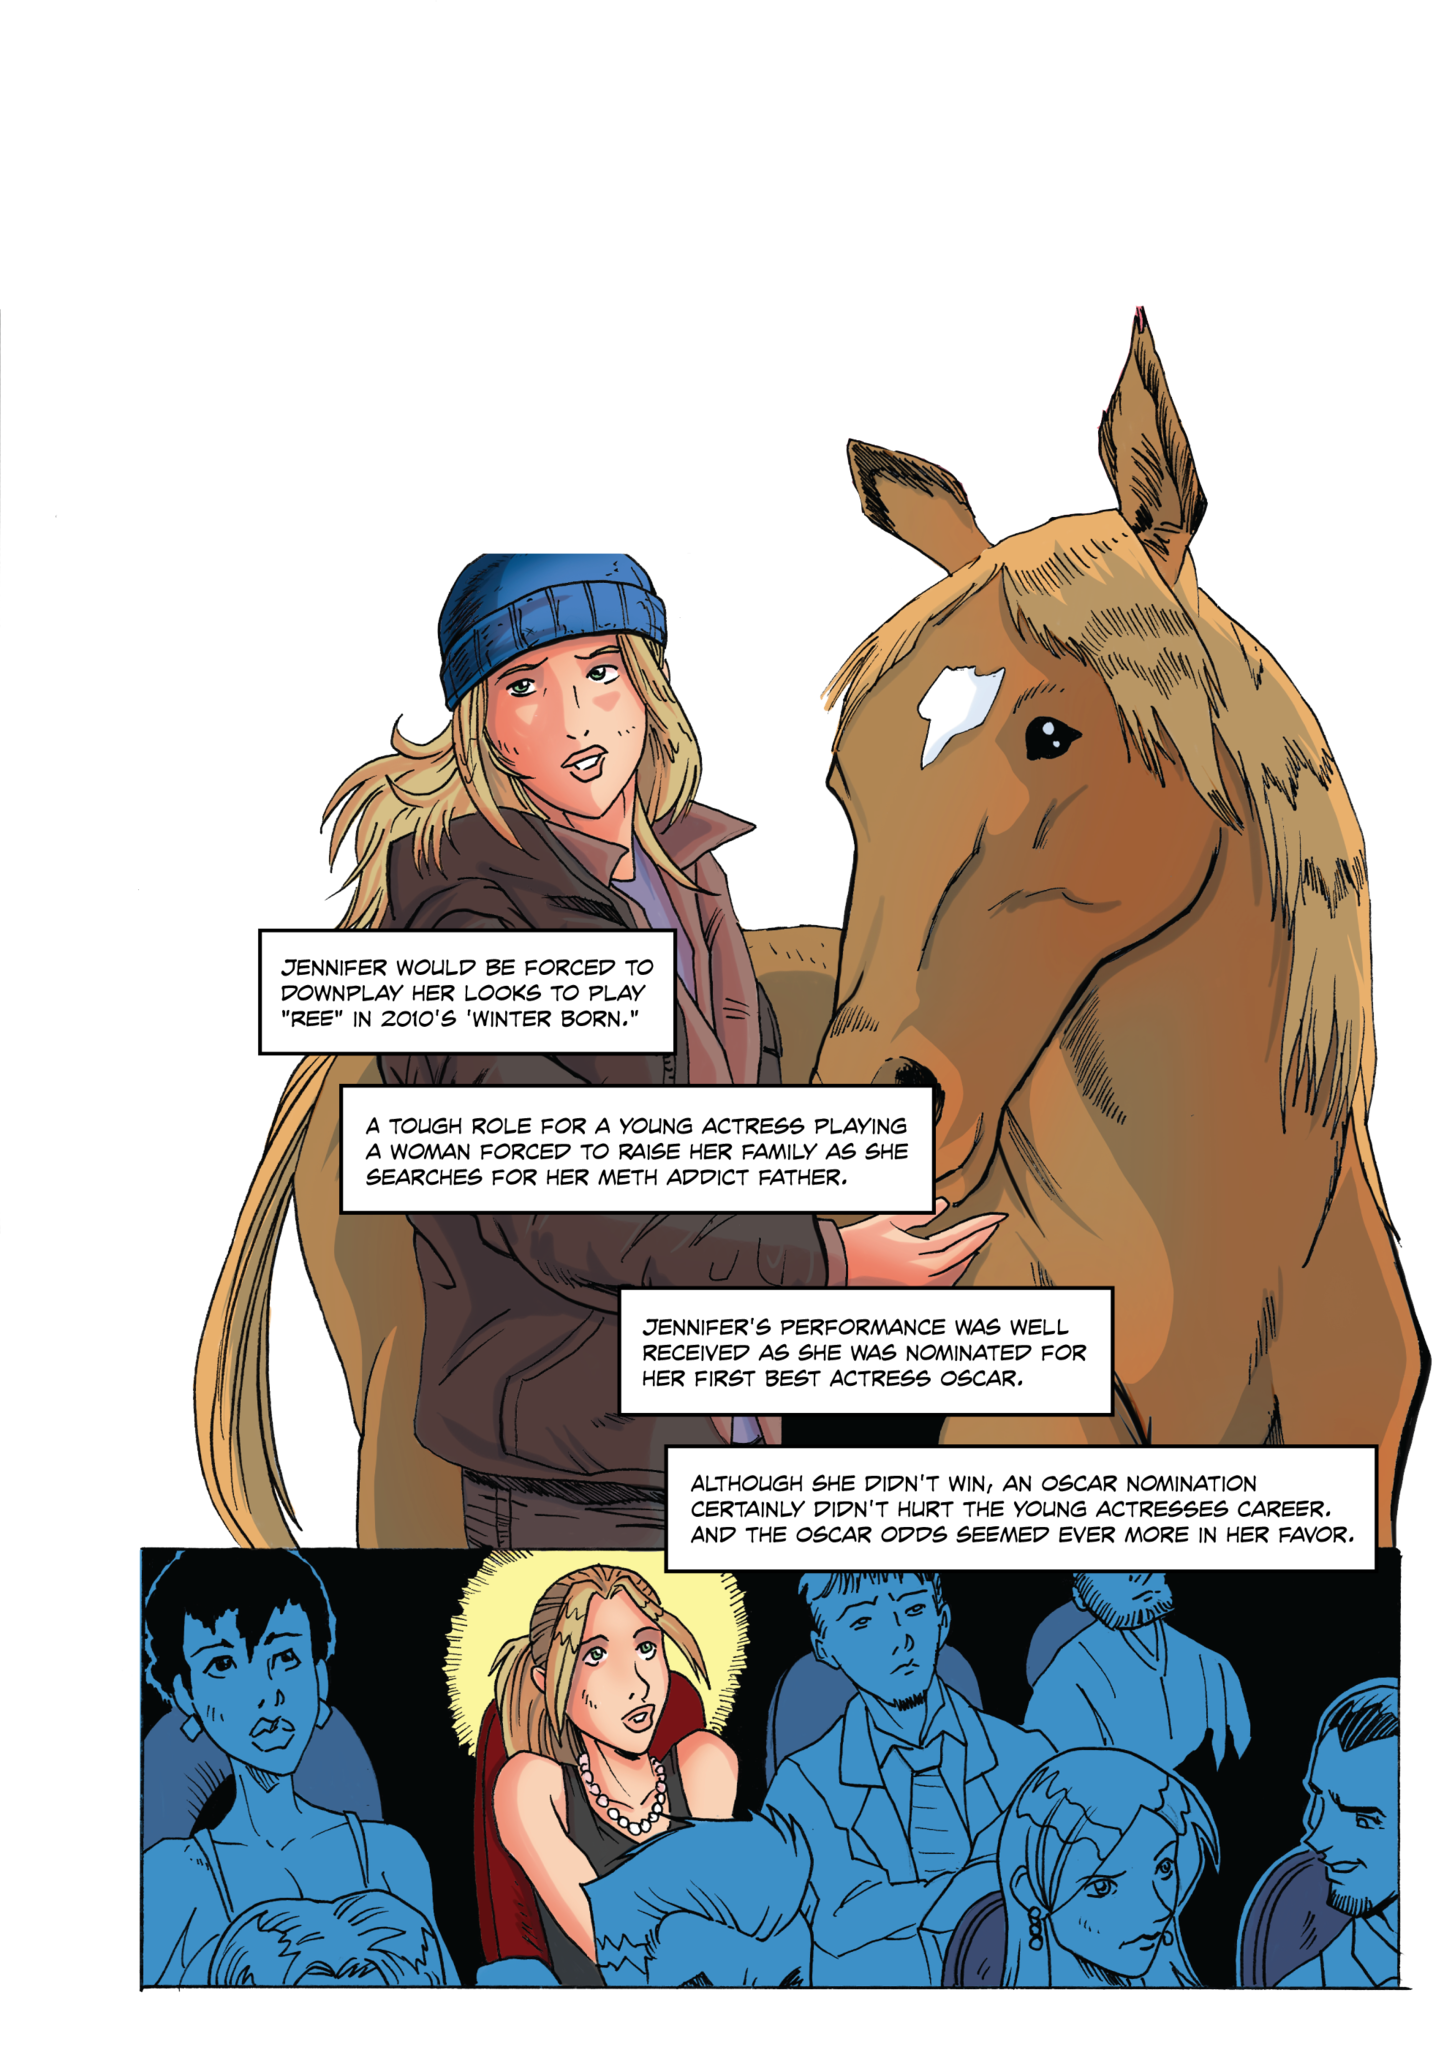 JENNIFER WOULD BE FORCED TO
DOWNPLAY HER LOOKS TO PLAY
"REE" IN 2010'S 'WINTER BORN."
A TOUGH ROLE FOR A YOUNG ACTRESS PLAYING
A WOMAN FORCED TO RAISE HER FAMILY AS SHE
SEARCHES FOR HER METH ADDICT FATHER.
JENNIFER'S PERFORMANCE WAS WELL
RECEIVED AS SHE WAS NOMINATED FOR
HER FIRST BEST ACTRESS OSCAR.
ALTHOUGH SHE DIDN'T WIN, AN OSCAR NOMINATION
CERTAINLY DIDN'T HURT THE YOUNG ACTRESSES CAREER.
AND THE OSCAR ODDS SEEMED EVER MORE IN HER FAVOR.